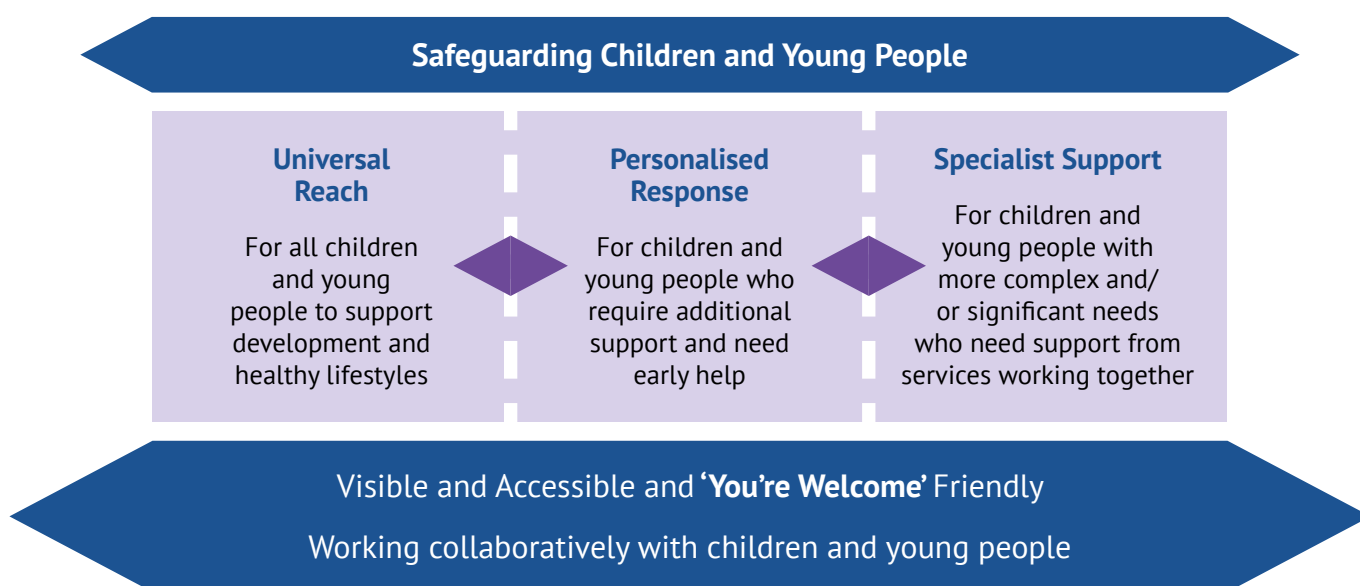 Safeguarding Children and Young People
Universal
Reach
For all children
and young
people to support
development and
healthy lifestyles
Personalised
Response
For children and
young people who
require additional
support and need
early help
Specialist Support
For children and
young people with
more complex and/
or significant needs
who need support from
services working together
Visible and Accessible and ‘You’re Welcome’ Friendly
Working collaboratively with children and young people